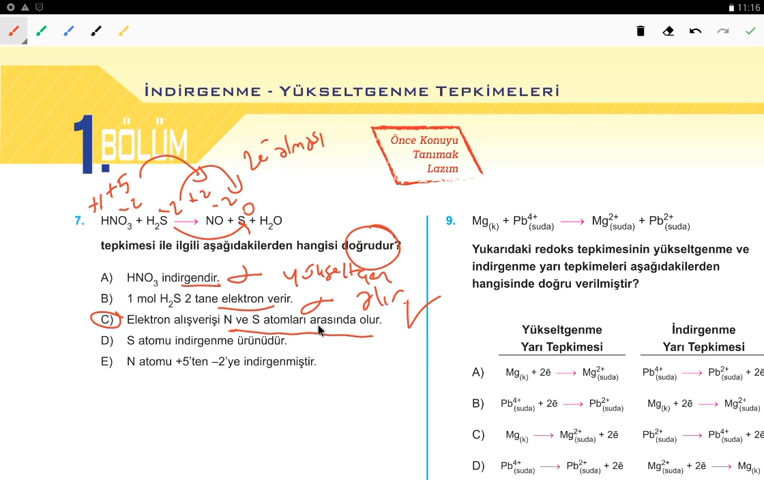 11:16
İNDİRGENME - YÜKSELTGENME TEPKİMELERİ
1. BÖLÜM
Önce Konuyu
Tanımak
Lazım
2e⁻ alması
+1 +5 -2 -2 +2 -2 0
7. HNO₃ + H₂S → NO + S + H₂O
tepkimesi ile ilgili aşağıdakilerden hangisi doğrudur?
A) HNO₃ indirgendir. yükseltgen
B) 1 mol H₂S 2 tane elektron verir. alır
C) Elektron alışverişi N ve S atomları arasında olur.
D) S atomu indirgenme ürünüdür.
E) N atomu +5’ten –2’ye indirgenmiştir.
9. Mg(k) + Pb⁴⁺(suda) → Mg²⁺(suda) + Pb²⁺(suda)
Yukarıdaki redoks tepkimesinin yükseltgenme ve
indirgenme yarı tepkimeleri aşağıdakilerden
hangisinde doğru verilmiştir?
Yükseltgenme İndirgenme
Yarı Tepkimesi Yarı Tepkimesi
A) Mg(k) + 2ē → Mg²⁺(suda) Pb⁴⁺(suda) → Pb²⁺(suda) + 2ē
B) Pb⁴⁺(suda) + 2ē → Pb²⁺(suda) Mg(k) + 2ē → Mg²⁺(suda)
C) Mg(k) → Mg²⁺(suda) + 2ē Pb²⁺(suda) → Pb⁴⁺(suda) + 2ē
D) Pb⁴⁺(suda) → Pb²⁺(suda) + 2ē Mg²⁺(suda) + 2ē → Mg(k)